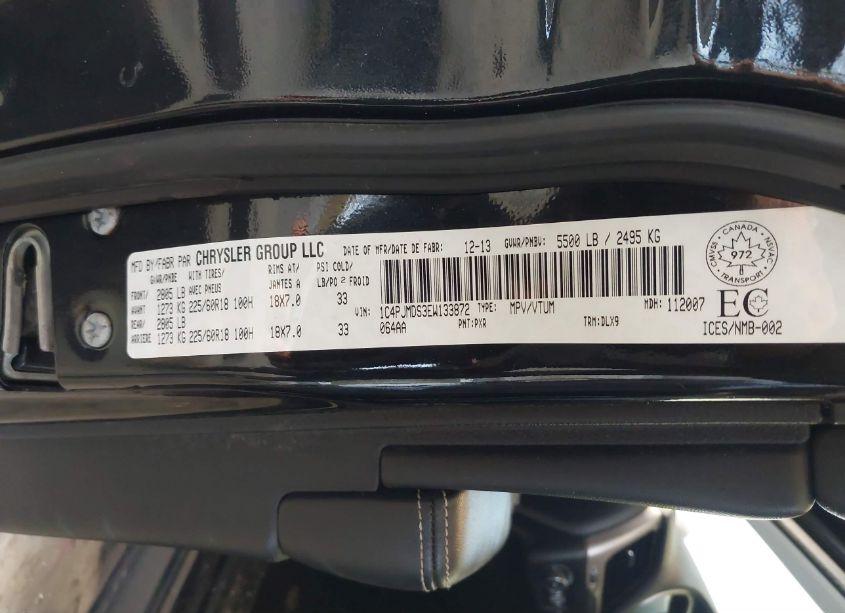 MFD BY/FABR PAR CHRYSLER GROUP LLC DATE OF MFR/DATE DE FABR: 12-13 GVWR/PNBV: 5500 LB / 2495 KG
GWWR/PNBE WITH TIRES/ RIMS AT/ PSI COLD/
AVEC PNEUS JANTES A LB/PO 2 FROID
FRONT/ 2805 LB
AVANT 1273 KG 225/60R18 100H 18X7.0 33
REAR/ 2805 LB
ARRIERE 1273 KG 225/60R18 100H 18X7.0 33
VIN: 1C4PJMDS3EW133872 TYPE: MPV/VTUM MDH: 112007
064AA PNT:PXR TRM:DLX9
CANADA
972
TRANSPORT
EC
ICES/NMB-002